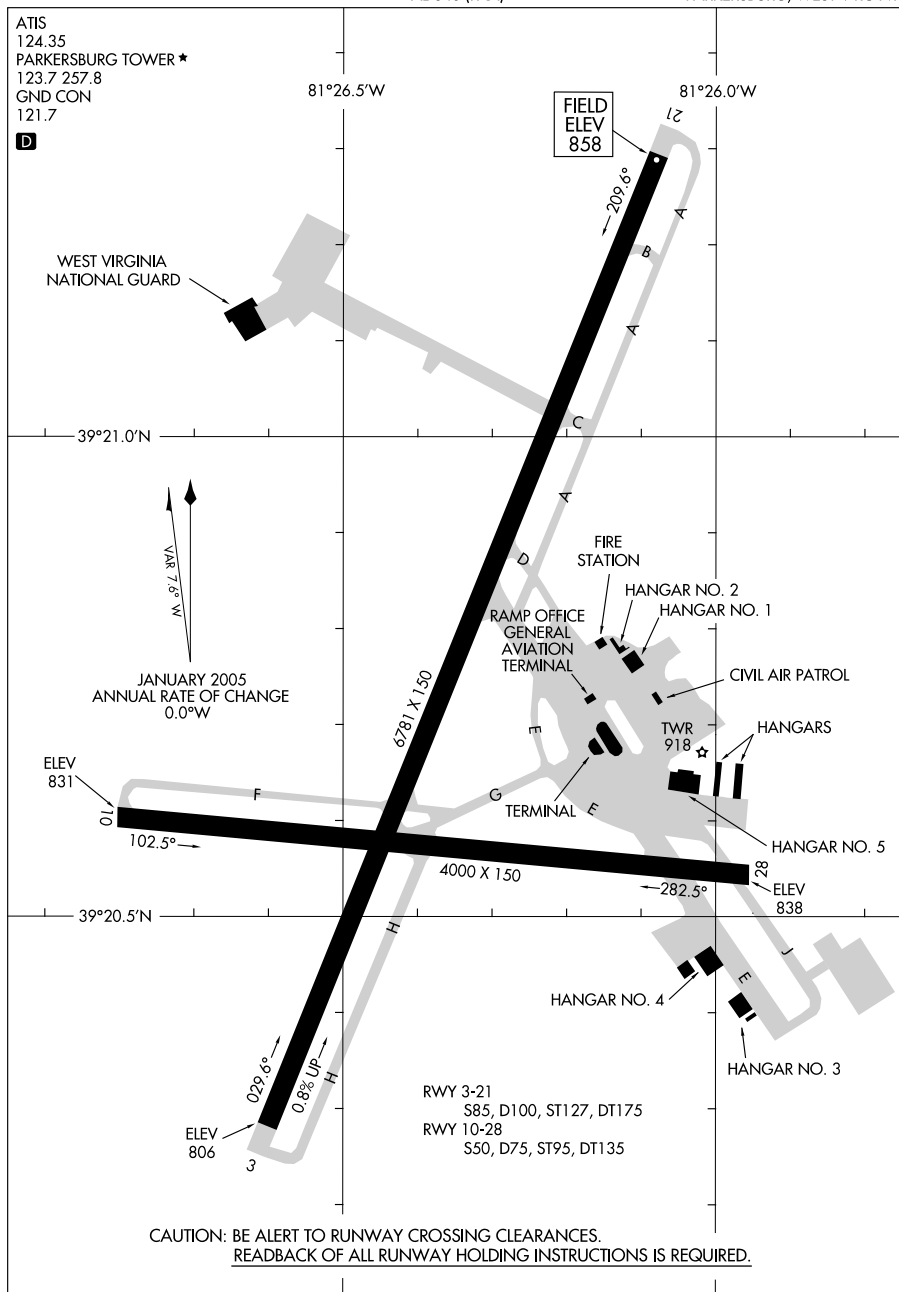 ATIS
124.35
PARKERSBURG TOWER
123.7 257.8
GND CON
121.7
D
81°26.5'W
81°26.0'W
FIELD
ELEV
858
21
209.6°
A
B
A
WEST VIRGINIA
NATIONAL GUARD
C
39°21.0'N
A
VAR 7.6° W
JANUARY 2005
ANNUAL RATE OF CHANGE
0.0°W
D
FIRE
STATION
HANGAR NO. 2
HANGAR NO. 1
RAMP OFFICE
GENERAL
AVIATION
TERMINAL
CIVIL AIR PATROL
6781 X 150
E
TWR
918
HANGARS
ELEV
831
F
G
TERMINAL
E
10
102.5°
HANGAR NO. 5
4000 X 150
28
282.5°
ELEV
838
39°20.5'N
H
J
E
HANGAR NO. 4
HANGAR NO. 3
029.6°
0.8% UP
H
RWY 3-21
S85, D100, ST127, DT175
RWY 10-28
S50, D75, ST95, DT135
ELEV
806
3
CAUTION: BE ALERT TO RUNWAY CROSSING CLEARANCES.
READBACK OF ALL RUNWAY HOLDING INSTRUCTIONS IS REQUIRED.